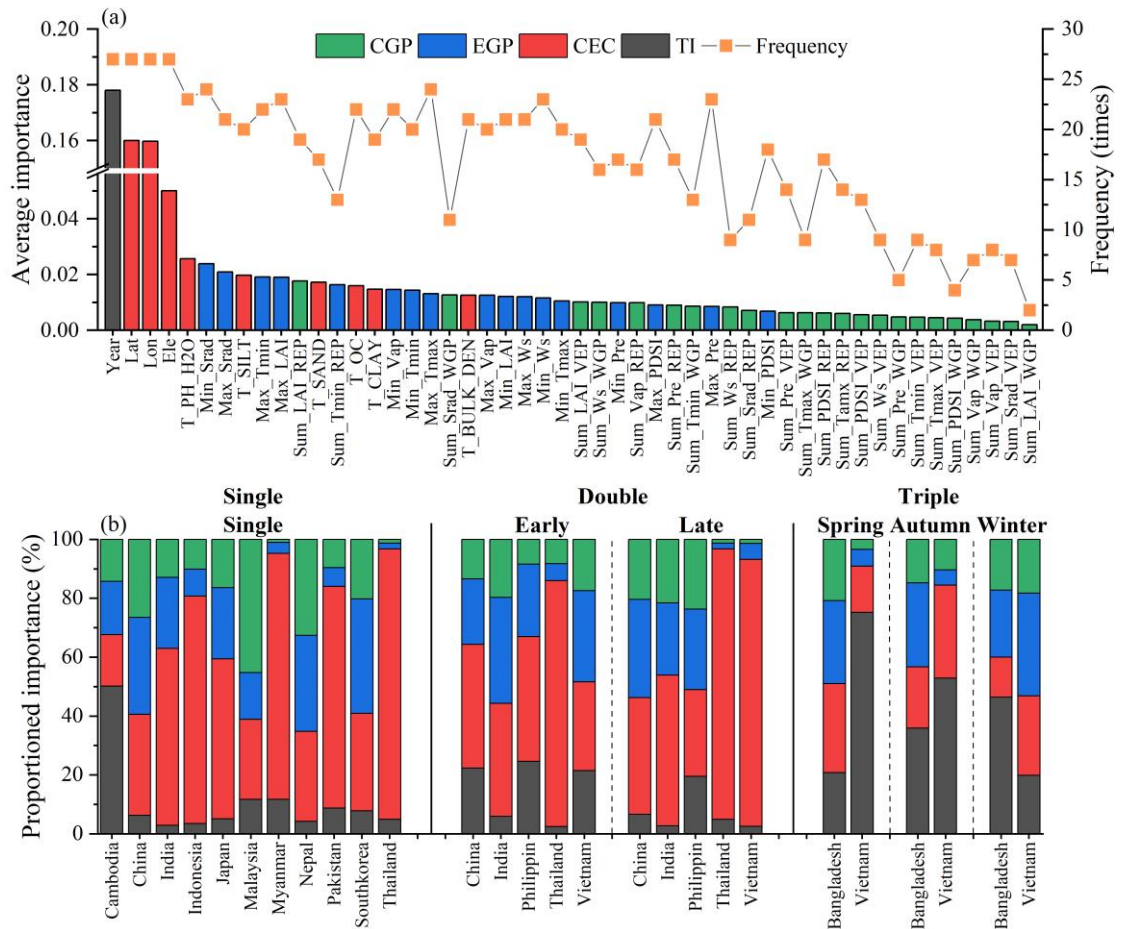 (a)
CGP EGP CEC TI Frequency
Average importance
0.20
0.18
0.16
0.04
0.02
0.00
Frequency (times)
30
25
20
15
10
5
0
Year
Lat
Lon
Ele
T_PH_H2O
Min_Srad
Max_Srad
T_SILT
Max_Tmin
Max_LAI
Sum_LAI_REP
T_SAND
Sum_Tmin_REP
T_OC
T_CLAY
Min_Vap
Min_Tmin
Max_Tmax
Sum_Srad_WGP
T_BULK_DEN
Max_Vap
Min_LAI
Max_Ws
Min_Ws
Min_Tmax
Sum_LAI_VEP
Sum_Ws_WGP
Min_Pre
Sum_Vap_REP
Max_PDSI
Sum_Pre_REP
Sum_Tmin_WGP
Max_Pre
Sum_Ws_REP
Sum_Srad_REP
Min_PDSI
Sum_Pre_VEP
Sum_Tmax_WGP
Sum_PDSI_REP
Sum_Tamx_REP
Sum_PDSI_VEP
Sum_Ws_VEP
Sum_Pre_WGP
Sum_Tmin_VEP
Sum_Tmax_VEP
Sum_PDSI_WGP
Sum_Vap_WGP
Sum_Vap_VEP
Sum_Srad_VEP
Sum_LAI_WGP
Single Double Triple
(b) Single Early Late Spring Autumn Winter
Proportioned importance (%)
100
80
60
40
20
0
Cambodia
China
India
Indonesia
Japan
Malaysia
Myanmar
Nepal
Pakistan
Southkorea
Thailand
China
India
Philippin
Thailand
Vietnam
China
India
Philippin
Thailand
Vietnam
Bangladesh
Vietnam
Bangladesh
Vietnam
Bangladesh
Vietnam